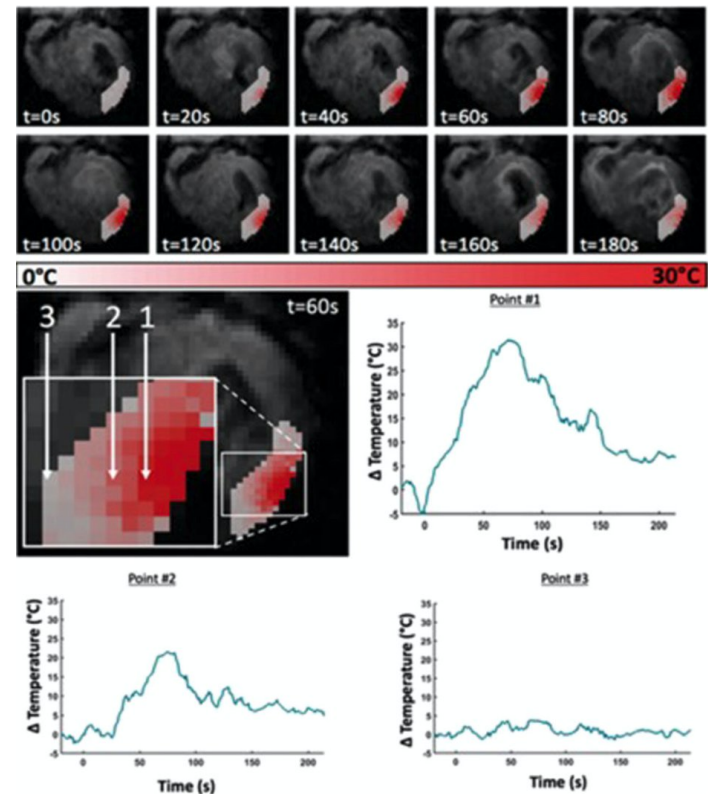 t=0s t=20s t=40s t=60s t=80s
t=100s t=120s t=140s t=160s t=180s
0°C 30°C
3 2 1 t=60s
Point #1
35
30
25
20
15
10
5
0
-5
Δ Temperature (°C)
0 50 100 150 200
Time (s)
Point #2
35
30
25
20
15
10
5
0
-5
Δ Temperature (°C)
0 50 100 150 200
Time (s)
Point #3
35
30
25
20
15
10
5
0
-5
Δ Temperature (°C)
0 50 100 150 200
Time (s)